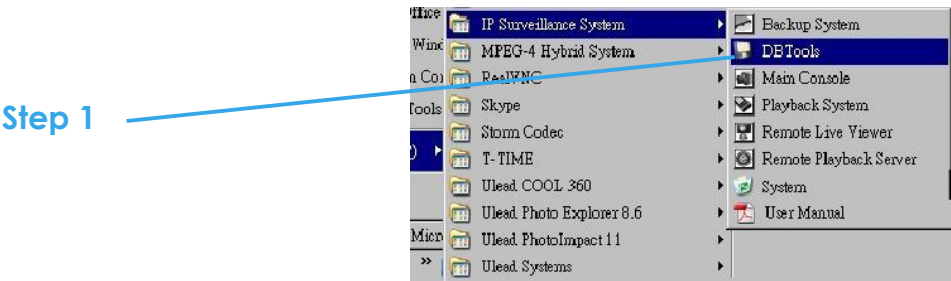 IP Surveillance System
MPEG-4 Hybrid System
RealVNC
Skype
Storm Codec
T-TIME
Ulead COOL 360
Ulead Photo Explorer 8.6
Ulead PhotoImpact 11
Ulead Systems
Backup System
DBTools
Main Console
Playback System
Remote Live Viewer
Remote Playback Server
System
User Manual
Step 1
Tools